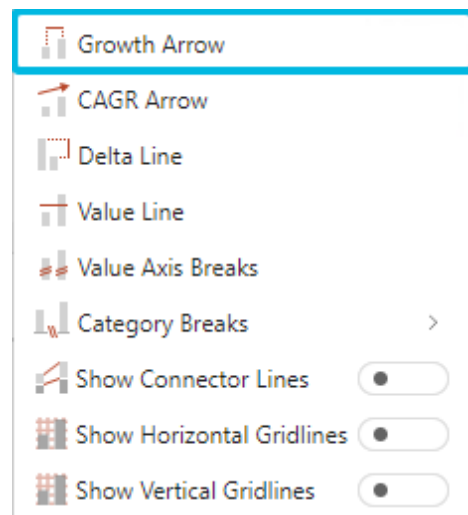 Growth Arrow
CAGR Arrow
Delta Line
Value Line
Value Axis Breaks
Category Breaks
Show Connector Lines
Show Horizontal Gridlines
Show Vertical Gridlines